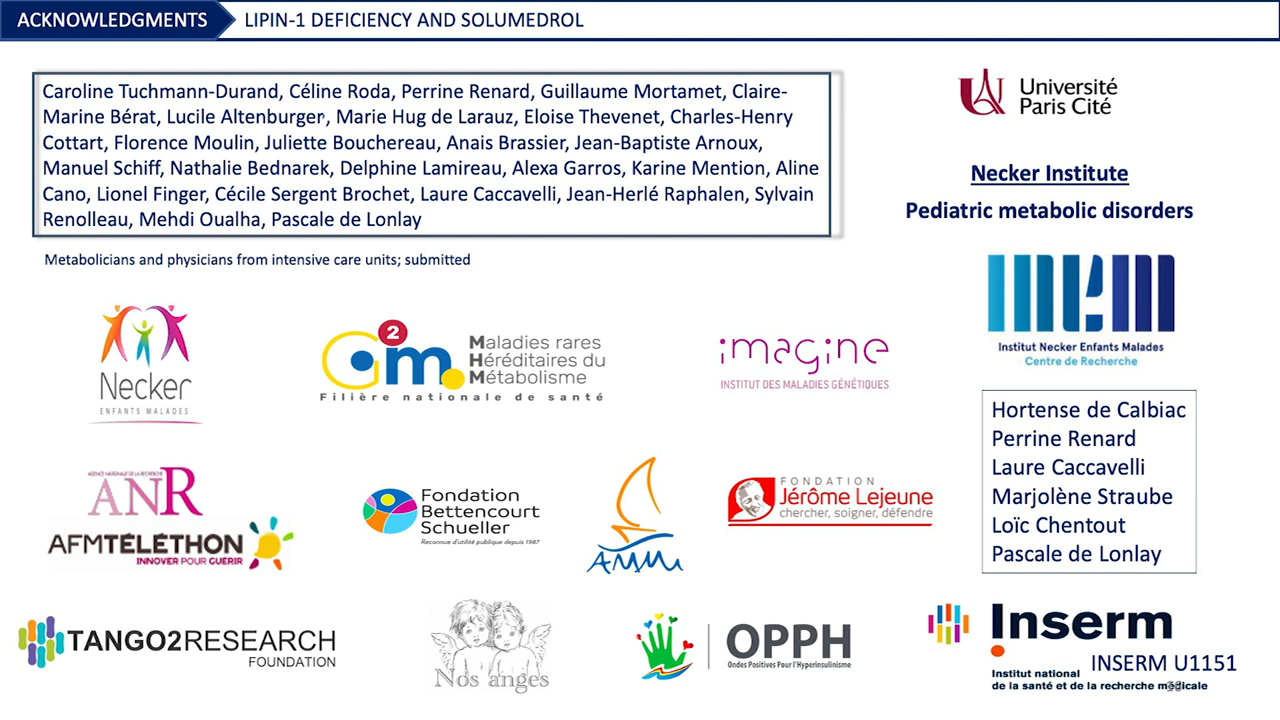 ACKNOWLEDGMENTS
LIPIN-1 DEFICIENCY AND SOLUMEDROL
Caroline Tuchmann-Durand, Céline Roda, Perrine Renard, Guillaume Mortamet, Claire-
Marine Bérat, Lucile Altenburger, Marie Hug de Larauz, Eloise Thevenet, Charles-Henry
Cottart, Florence Moulin, Juliette Bouchereau, Anais Brassier, Jean-Baptiste Arnoux,
Manuel Schiff, Nathalie Bednarek, Delphine Lamireau, Alexa Garros, Karine Mention, Aline
Cano, Lionel Finger, Cécile Sergent Brochet, Laure Caccavelli, Jean-Herlé Raphalen, Sylvain
Renolleau, Mehdi Oualha, Pascale de Lonlay
Metabolicians and physicians from intensive care units; submitted
Université
Paris Cité
Necker Institute
Pediatric metabolic disorders
inem
Institut Necker Enfants Malades
Centre de Recherche
Necker
ENFANTS MALADES
G2m
Maladies rares
Héréditaires du
Métabolisme
Filière nationale de santé
imagine
INSTITUT DES MALADIES GÉNÉTIQUES
Hortense de Calbiac
Perrine Renard
Laure Caccavelli
Marjolène Straube
Loïc Chentout
Pascale de Lonlay
AGENCE NATIONALE DE LA RECHERCHE
ANR
AFMTÉLÉTHON
INNOVER POUR GUÉRIR
Fondation
Bettencourt
Schueller
Reconnue d'utilité publique depuis 1987
AMMi
FONDATION
Jérôme Lejeune
chercher, soigner, défendre
TANGO2RESEARCH
FOUNDATION
Nos anges
OPPH
Ondes Positives Pour l'Hyperinsulinisme
Inserm
INSERM U1151
Institut national
de la santé et de la recherche médicale